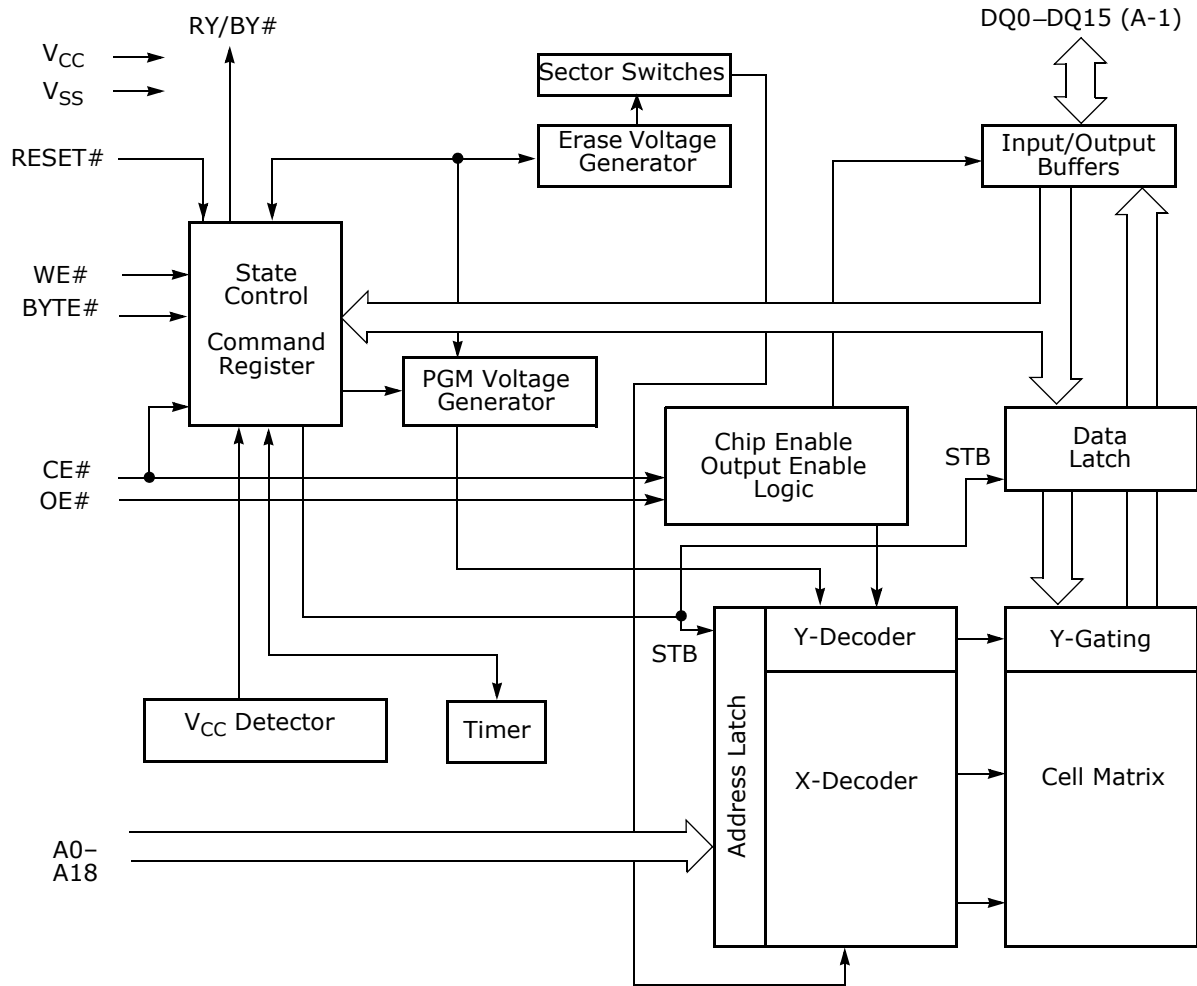 RY/BY#
DQ0–DQ15 (A-1)
VCC
VSS
Sector Switches
Erase Voltage
Generator
Input/Output
Buffers
RESET#
WE#
BYTE#
State
Control
Command
Register
PGM Voltage
Generator
Chip Enable
Output Enable
Logic
STB
Data
Latch
CE#
OE#
STB
Y-Decoder
Y-Gating
VCC Detector
Timer
Address Latch
X-Decoder
Cell Matrix
A0–
A18